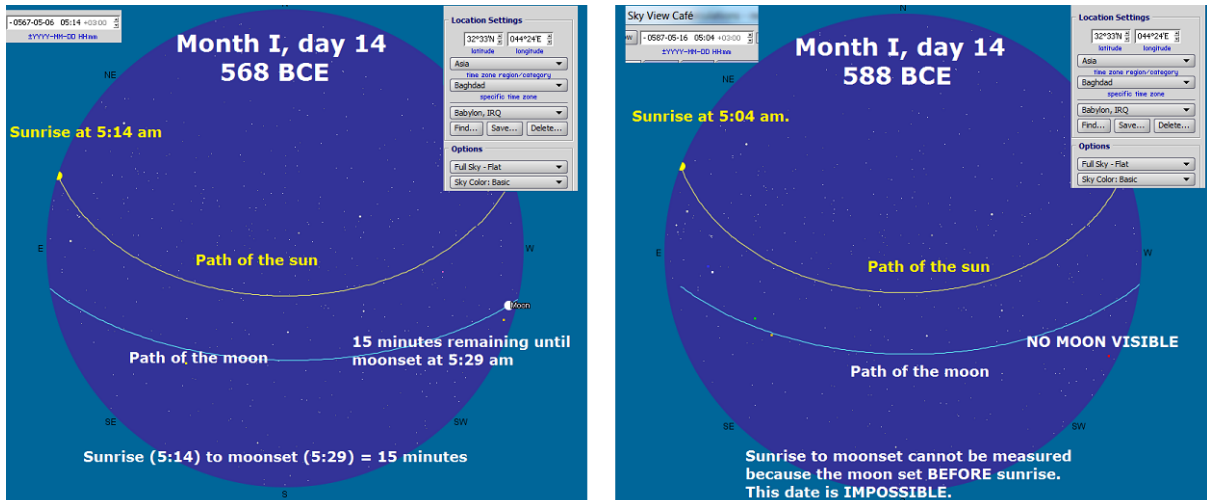 -0567-05-06 05:14 +03:00
±YYYY-MM-DD HHmm
Month I, day 14
568 BCE
Location Settings
32°33'N 044°24'E
latitude longitude
Asia
time zone region/category
Baghdad
specific time zone
Babylon, IRQ
Find... Save... Delete...
Options
Full Sky - Flat
Sky Color: Basic
NE
Sunrise at 5:14 am
E
W
Path of the sun
Moon
15 minutes remaining until
moonset at 5:29 am
Path of the moon
SE
SW
Sunrise (5:14) to moonset (5:29) = 15 minutes
S
Sky View Café
-0587-05-16 05:04 +03:00
±YYYY-MM-DD HHmm
N
Month I, day 14
588 BCE
Location Settings
32°33'N 044°24'E
latitude longitude
Asia
time zone region/category
Baghdad
specific time zone
Babylon, IRQ
Find... Save... Delete...
Options
Full Sky - Flat
Sky Color: Basic
NE
Sunrise at 5:04 am.
E
W
Path of the sun
NO MOON VISIBLE
Path of the moon
SE
SW
Sunrise to moonset cannot be measured
because the moon set BEFORE sunrise.
This date is IMPOSSIBLE.